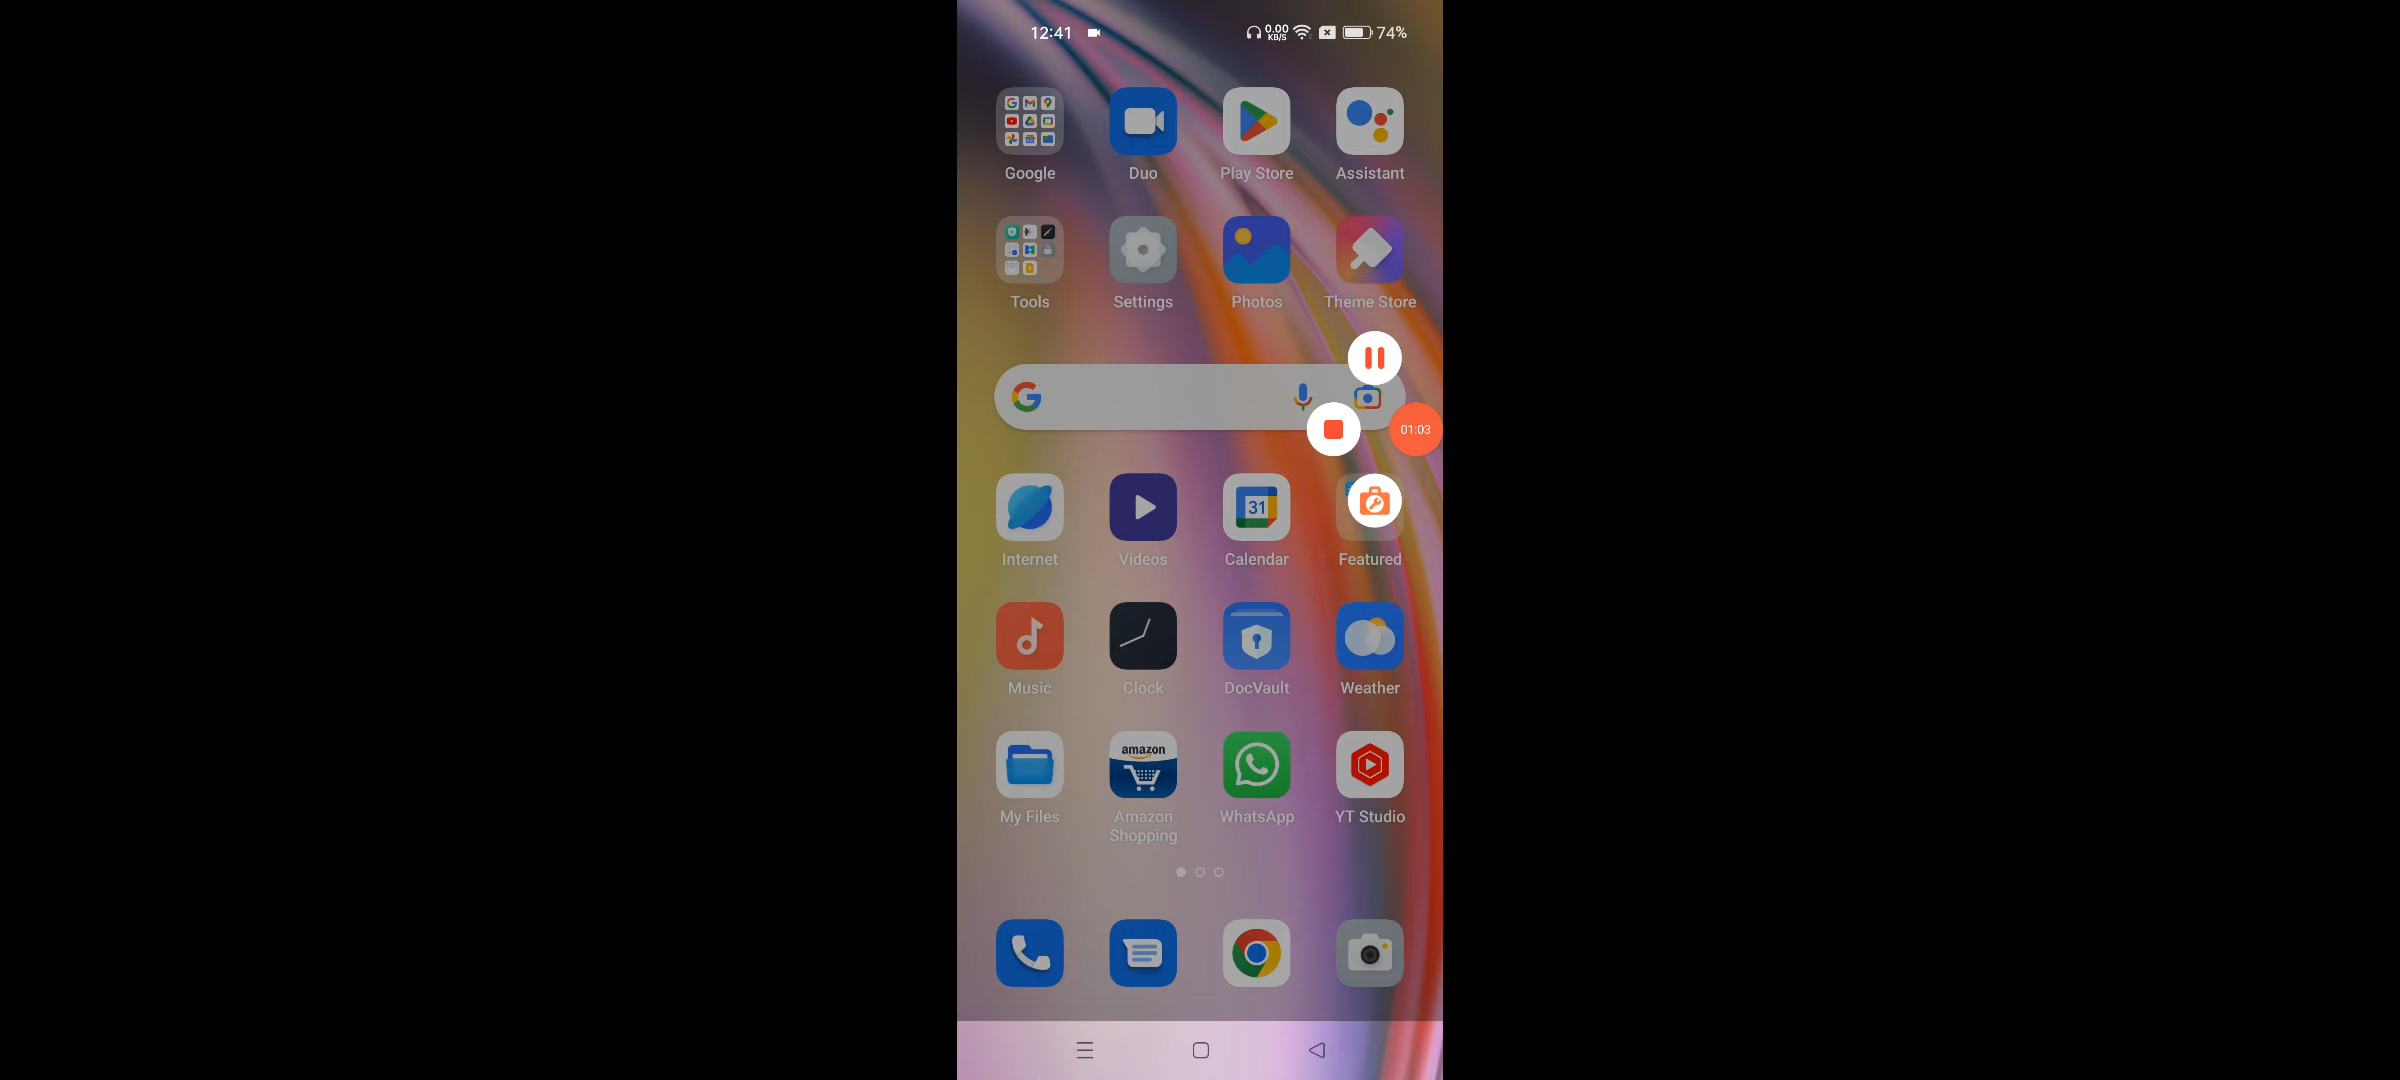 12:41
0.00
KB/S
74%
Google
Duo
Play Store
Assistant
Tools
Settings
Photos
Theme Store
01:03
31
Internet
Videos
Calendar
Featured
Music
Clock
DocVault
Weather
amazon
My Files
Amazon
Shopping
WhatsApp
YT Studio